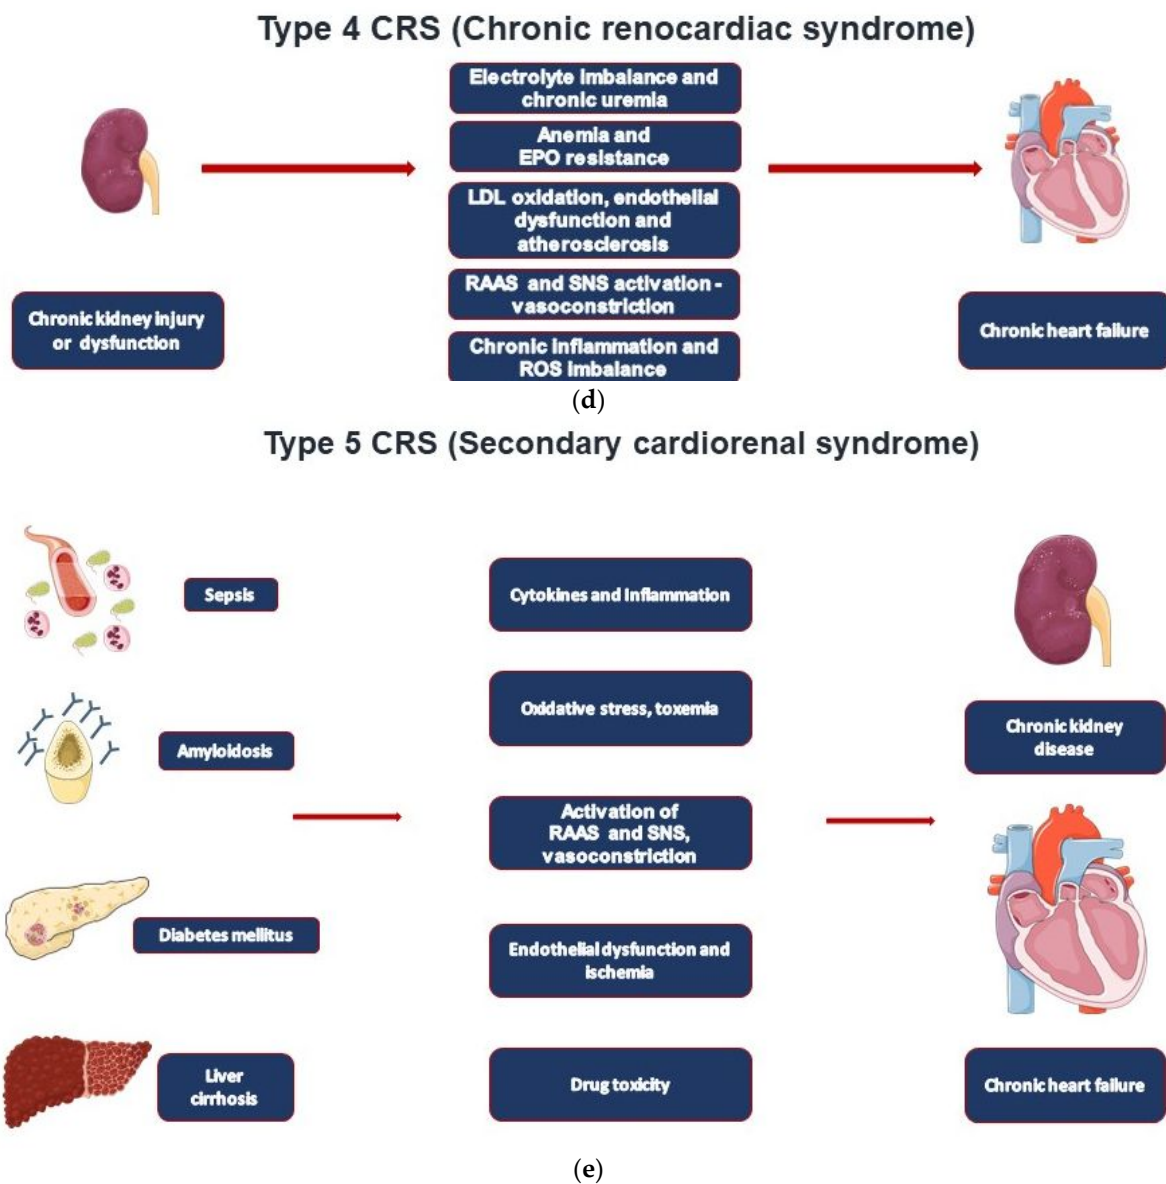 Type 4 CRS (Chronic renocardiac syndrome)
Electrolyte imbalance and
chronic uremia
Anemia and
EPO resistance
LDL oxidation, endothelial
dysfunction and
atherosclerosis
RAAS and SNS activation -
vasoconstriction
Chronic inflammation and
ROS imbalance
Chronic kidney injury
or dysfunction
Chronic heart failure
(d)
Type 5 CRS (Secondary cardiorenal syndrome)
Sepsis
Amyloidosis
Diabetes mellitus
Liver
cirrhosis
Cytokines and Inflammation
Oxidative stress, toxemia
Activation of
RAAS and SNS,
vasoconstriction
Endothelial dysfunction and
ischemia
Drug toxicity
Chronic kidney
disease
Chronic heart failure
(e)